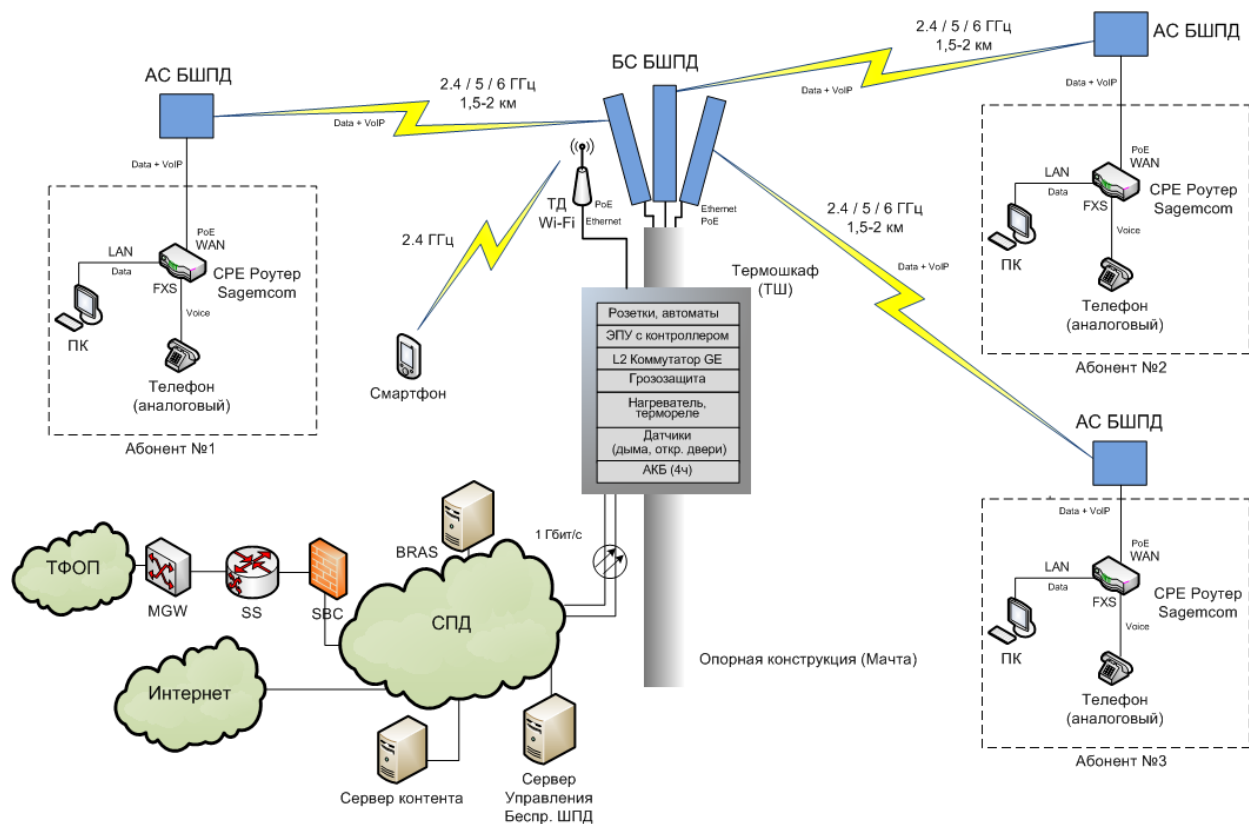 АС БШПД
2.4 / 5 / 6 ГГц
1,5-2 км
Data + VoIP
Data + VoIP
PoE
WAN
LAN
Data
FXS
CPE Роутер
Sagemcom
Voice
ПК
Телефон
(аналоговый)
Абонент №1
БС БШПД
ТД
Wi-Fi
PoE
Ethernet
Ethernet
PoE
2.4 ГГц
Смартфон
2.4 / 5 / 6 ГГц
1,5-2 км
Data + VoIP
АС БШПД
Data + VoIP
PoE
WAN
LAN
Data
FXS
CPE Роутер
Sagemcom
Voice
ПК
Телефон
(аналоговый)
Абонент №2
2.4 / 5 / 6 ГГц
1,5-2 км
Data + VoIP
Термошкаф
(ТШ)
Розетки, автоматы
ЭПУ с контроллером
L2 Коммутатор GE
Грозозащита
Нагреватель,
термореле
Датчики
(дыма, откр. двери)
АКБ (4ч)
АС БШПД
Data + VoIP
PoE
WAN
LAN
Data
FXS
CPE Роутер
Sagemcom
Voice
ПК
Телефон
(аналоговый)
Абонент №3
1 Гбит/с
BRAS
ТФОП
MGW
SS
SBC
СПД
Интернет
Опорная конструкция (Мачта)
Сервер контента
Сервер
Управления
Беспр. ШПД